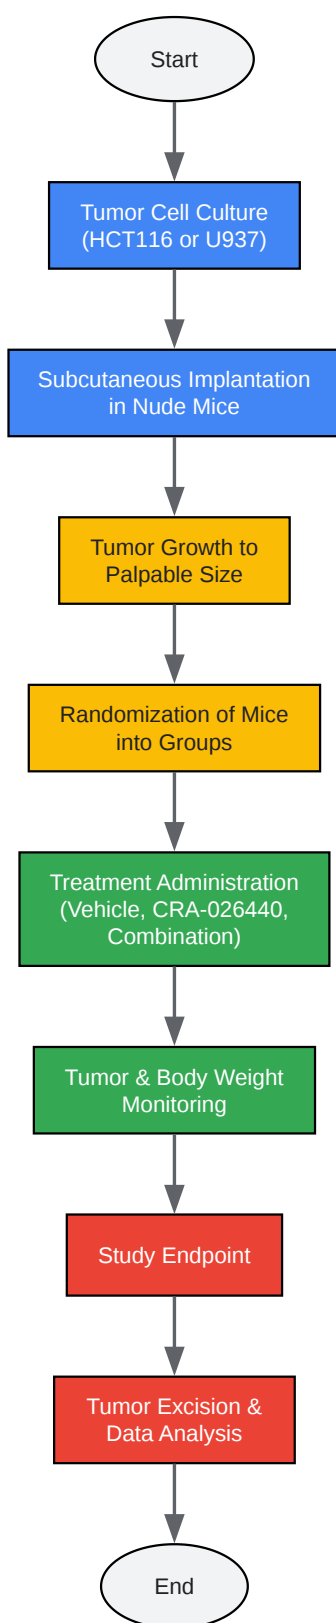 Start
Tumor Cell Culture
(HCT116 or U937)
Subcutaneous Implantation
in Nude Mice
Tumor Growth to
Palpable Size
Randomization of Mice
into Groups
Treatment Administration
(Vehicle, CRA-026440,
Combination)
Tumor & Body Weight
Monitoring
Study Endpoint
Tumor Excision &
Data Analysis
End